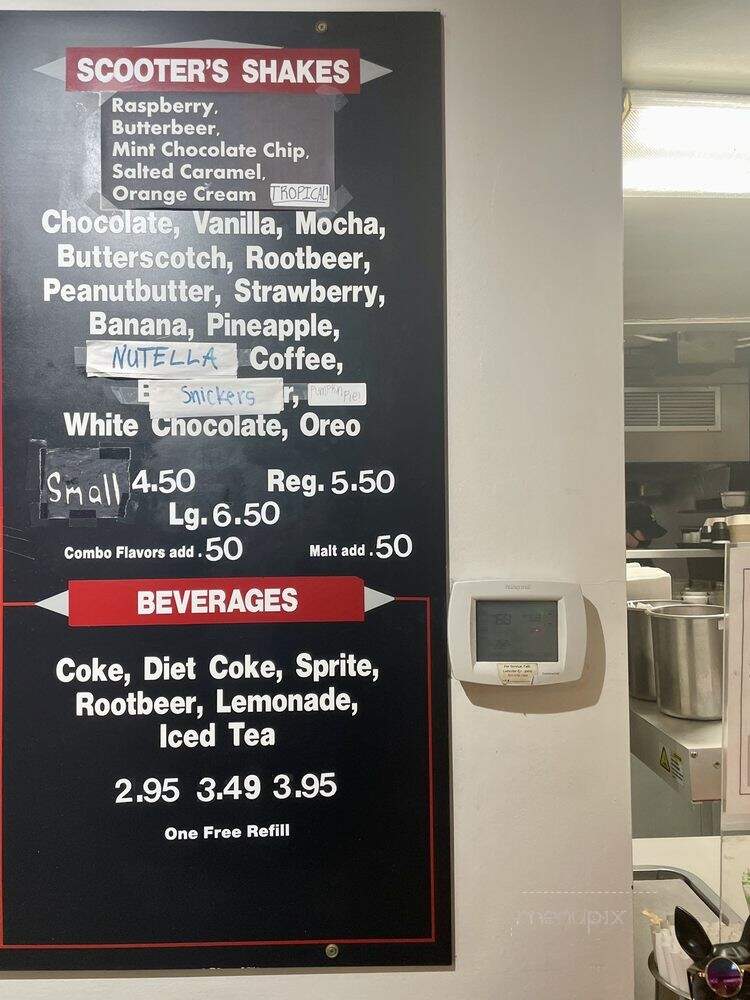 SCOOTER'S SHAKES
Raspberry,
Butterbeer,
Mint Chocolate Chip,
Salted Caramel,
Orange Cream TROPICAL!
Chocolate, Vanilla, Mocha,
Butterscotch, Rootbeer,
Peanutbutter, Strawberry,
Banana, Pineapple,
NUTELLA Coffee,
Snickers r, Pumpkin Pie!
White Chocolate, Oreo
Small 4.50 Reg. 5.50
Lg. 6.50
Combo Flavors add .50 Malt add .50
BEVERAGES
Coke, Diet Coke, Sprite,
Rootbeer, Lemonade,
Iced Tea
2.95 3.49 3.95
One Free Refill
Honeywell
menupix